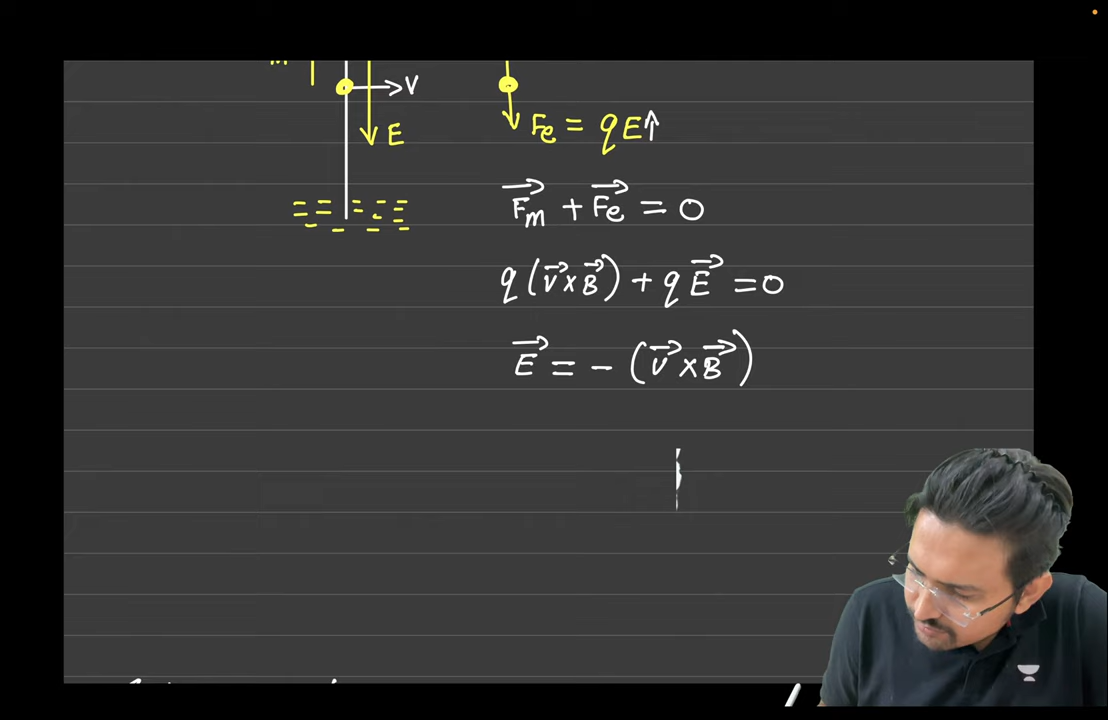 m
V
E
Fe = qE↑
→Fm + →Fe = 0
q(→v×→B) + q→E = 0
→E = -(→v×→B)